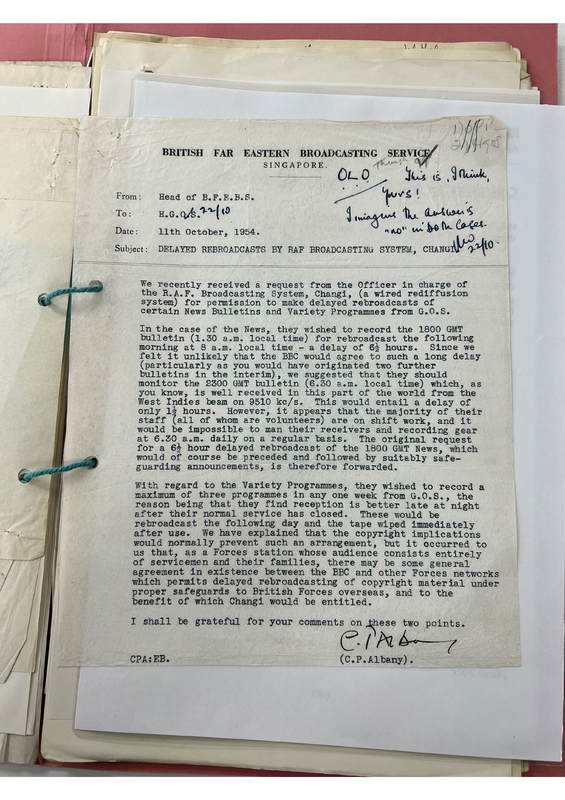 BRITISH FAR EASTERN BROADCASTING SERVICE
SINGAPORE.
O.L.O. This is, I think,
yours!
I imagine the answer is
"no" in both cases.
22/10.
From: Head of B.F.E.B.S.
To: H.G.O.S. 22/10
Date: 11th October, 1954.
Subject: DELAYED REBROADCASTS BY RAF BROADCASTING SYSTEM, CHANGI
We recently received a request from the Officer in charge of
the R.A.F. Broadcasting System, Changi, (a wired rediffusion
system) for permission to make delayed rebroadcasts of
certain News Bulletins and Variety Programmes from G.O.S.
In the case of the News, they wished to record the 1800 GMT
bulletin (1.30 a.m. local time) for rebroadcast the following
morning at 8 a.m. local time - a delay of 6½ hours. Since we
felt it unlikely that the BBC would agree to such a long delay
(particularly as you would have originated two further
bulletins in the interim), we suggested that they should
monitor the 2300 GMT bulletin (6.30 a.m. local time) which, as
you know, is well received in this part of the world from the
West Indies beam on 9510 kc/s. This would entail a delay of
only 1½ hours. However, it appears that the majority of their
staff (all of whom are volunteers) are on shift work, and it
would be impossible to man their receivers and recording gear
at 6.30 a.m. daily on a regular basis. The original request
for a 6½ hour delayed rebroadcast of the 1800 GMT News, which
would of course be preceded and followed by suitably safe-
guarding announcements, is therefore forwarded.
With regard to the Variety Programmes, they wished to record a
maximum of three programmes in any one week from G.O.S., the
reason being that they find reception is better late at night
after their normal service has closed. These would be
rebroadcast the following day and the tape wiped immediately
after use. We have explained that the copyright implications
would normally prevent such an arrangement, but it occurred to
us that, as a Forces station whose audience consists entirely
of servicemen and their families, there may be some general
agreement in existence between the BBC and other Forces networks
which permits delayed rebroadcasting of copyright material under
proper safeguards to British Forces overseas, and to the
benefit of which Changi would be entitled.
I shall be grateful for your comments on these two points.
C. P. Albany
CPA:EB. (C.P.Albany).